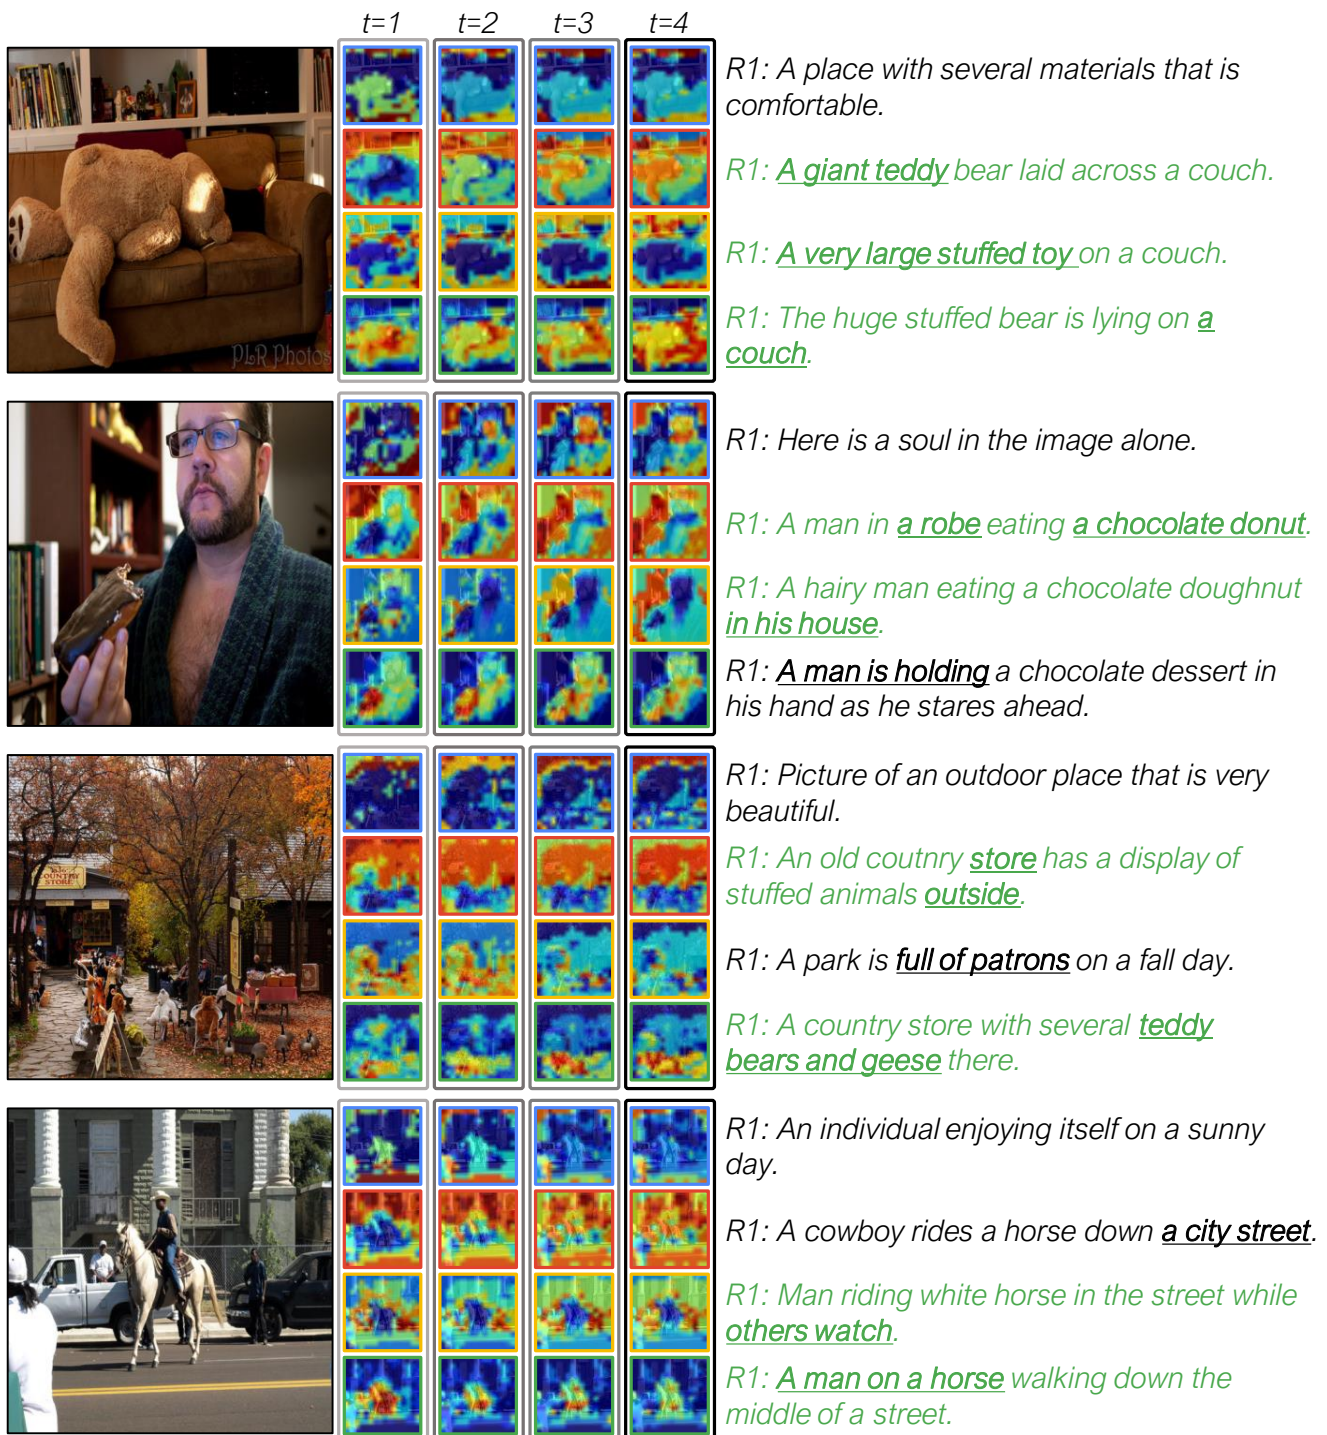 t=1 t=2 t=3 t=4
R1: A place with several materials that is
comfortable.
R1: A giant teddy bear laid across a couch.
R1: A very large stuffed toy on a couch.
R1: The huge stuffed bear is lying on a
couch.
PLR Photos
R1: Here is a soul in the image alone.
R1: A man in a robe eating a chocolate donut.
R1: A hairy man eating a chocolate doughnut
in his house.
R1: A man is holding a chocolate dessert in
his hand as he stares ahead.
R1: Picture of an outdoor place that is very
beautiful.
R1: An old coutnry store has a display of
stuffed animals outside.
COUNTRY
STORE
R1: A park is full of patrons on a fall day.
R1: A country store with several teddy
bears and geese there.
R1: An individual enjoying itself on a sunny
day.
R1: A cowboy rides a horse down a city street.
R1: Man riding white horse in the street while
others watch.
R1: A man on a horse walking down the
middle of a street.